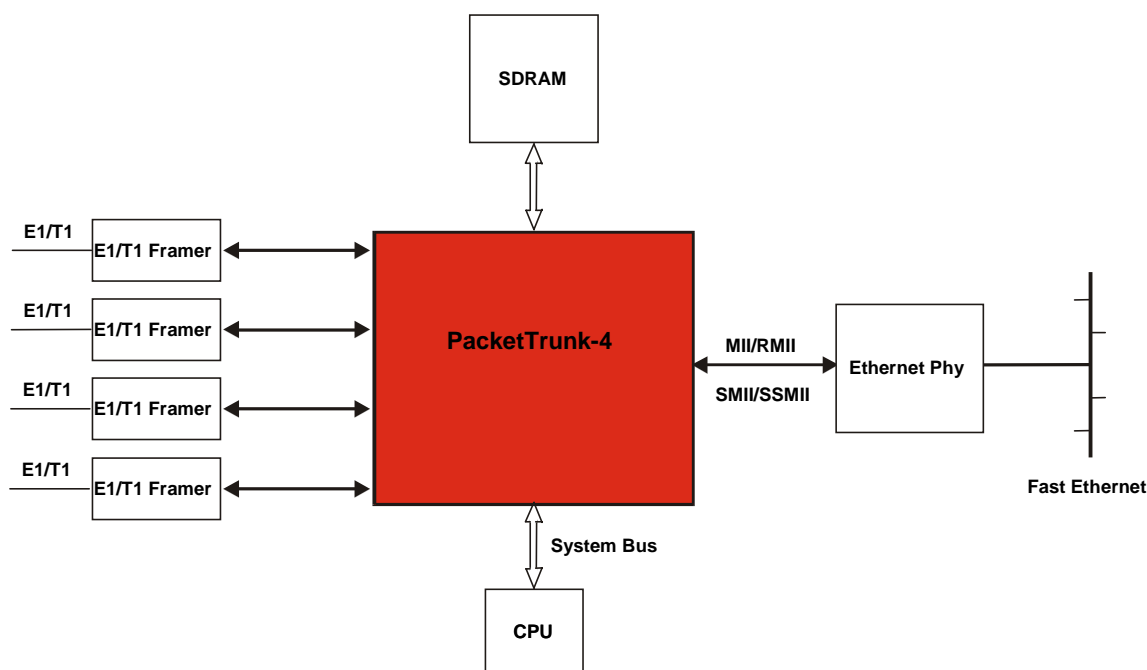 SDRAM
E1/T1
E1/T1 Framer
E1/T1
E1/T1 Framer
E1/T1
E1/T1 Framer
E1/T1
E1/T1 Framer
PacketTrunk-4
MII/RMII
SMII/SSMII
Ethernet Phy
Fast Ethernet
System Bus
CPU